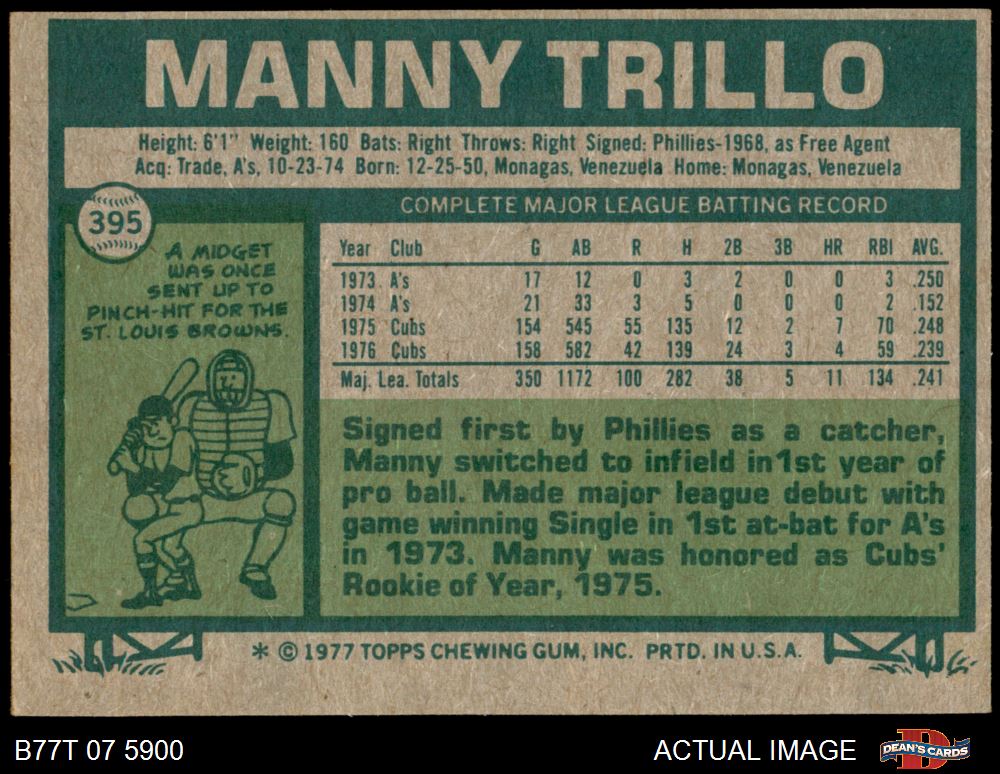 MANNY TRILLO
Height: 6'1" Weight: 160 Bats: Right Throws: Right Signed: Phillies-1968, as Free Agent
Acq: Trade, A's, 10-23-74 Born: 12-25-50, Monagas, Venezuela Home: Monagas, Venezuela
395
A MIDGET
WAS ONCE
SENT UP TO
PINCH-HIT FOR THE
ST. LOUIS BROWNS.
COMPLETE MAJOR LEAGUE BATTING RECORD
Year Club G AB R H 2B 3B HR RBI AVG.
1973 A's 17 12 0 3 2 0 0 3 .250
1974 A's 21 33 3 5 0 0 0 2 .152
1975 Cubs 154 545 55 135 12 2 7 70 .248
1976 Cubs 158 582 42 139 24 3 4 59 .239
Maj. Lea. Totals 350 1172 100 282 38 5 11 134 .241
Signed first by Phillies as a catcher,
Manny switched to infield in 1st year of
pro ball. Made major league debut with
game winning Single in 1st at-bat for A's
in 1973. Manny was honored as Cubs'
Rookie of Year, 1975.
* © 1977 TOPPS CHEWING GUM, INC. PRTD. IN U.S.A.
B77T 07 5900
ACTUAL IMAGE
DEAN'S CARDS